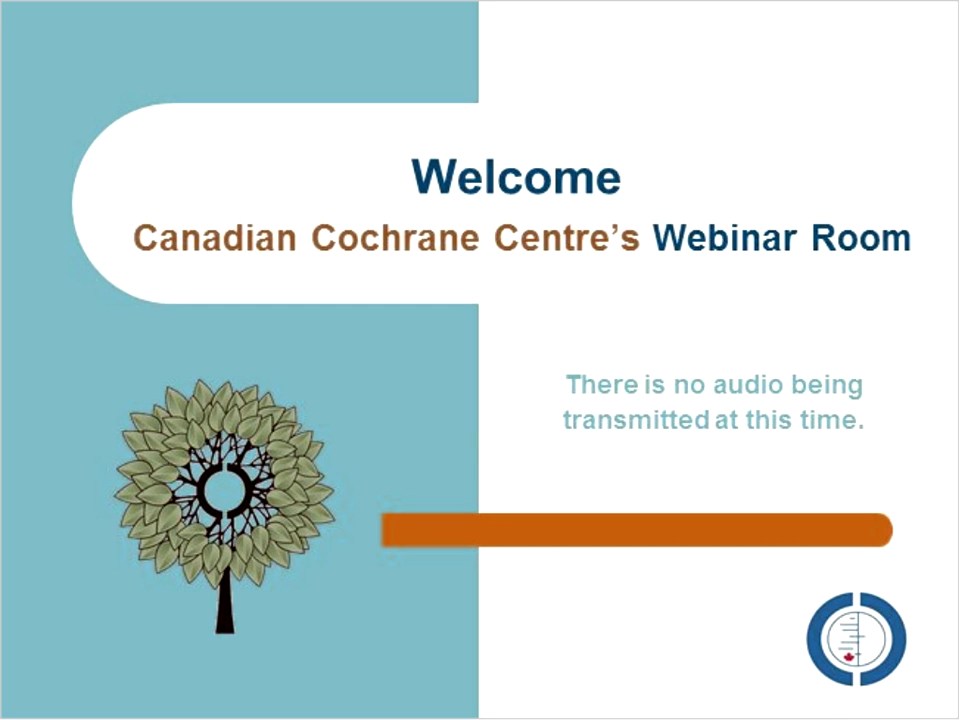 Welcome
Canadian Cochrane Centre’s Webinar Room
There is no audio being
transmitted at this time.